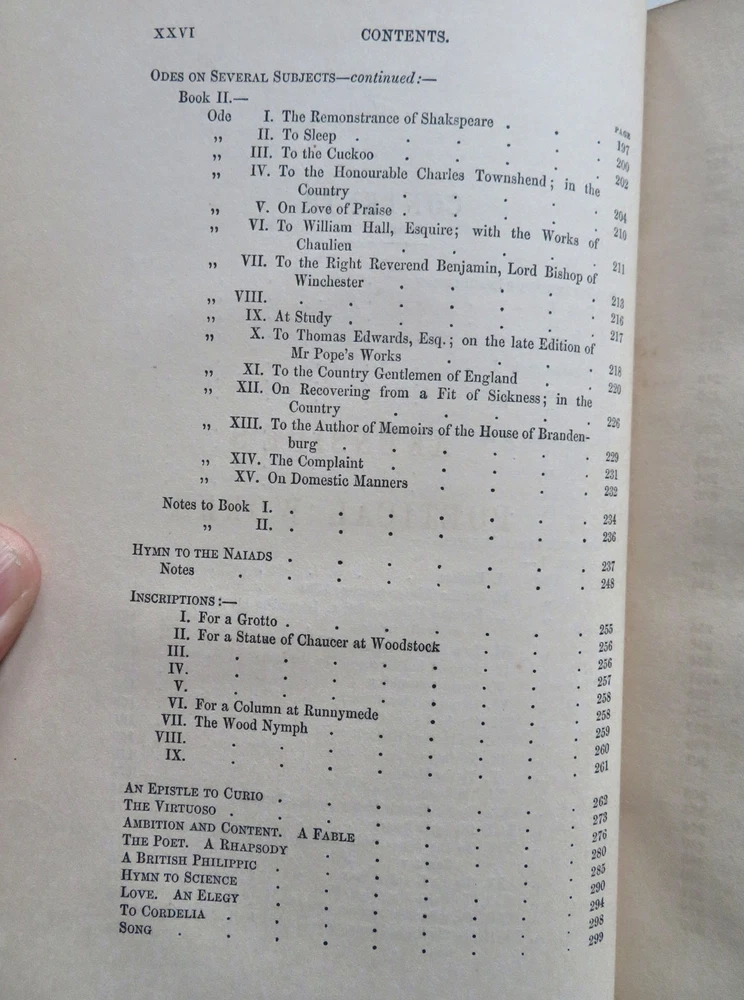 XXVI CONTENTS.
ODES ON SEVERAL SUBJECTS—continued:—
Book II.—
PAGE
Ode I. The Remonstrance of Shakspeare . . . 197
„ II. To Sleep . . . . . 200
„ III. To the Cuckoo . . . . 202
„ IV. To the Honourable Charles Townshend; in the
Country . . . . 204
„ V. On Love of Praise . . . . 210
„ VI. To William Hall, Esquire; with the Works of
Chaulieu . . . . 211
„ VII. To the Right Reverend Benjamin, Lord Bishop of
Winchester . . . . 213
„ VIII. . . . . . . 216
„ IX. At Study . . . . . 217
„ X. To Thomas Edwards, Esq.; on the late Edition of
Mr Pope's Works . . . 218
„ XI. To the Country Gentlemen of England . . 220
„ XII. On Recovering from a Fit of Sickness; in the
Country . . . . 226
„ XIII. To the Author of Memoirs of the House of Branden-
burg . . . . . 229
„ XIV. The Complaint . . . . 231
„ XV. On Domestic Manners . . . 232
Notes to Book I. . . . . . . 234
„ II. . . . . . . 236
HYMN TO THE NAIADS . . . . . . 237
Notes . . . . . . . 248
INSCRIPTIONS:—
I. For a Grotto . . . . . 255
II. For a Statue of Chaucer at Woodstock . . 256
III. . . . . . . 256
IV. . . . . . . 257
V. . . . . . . 258
VI. For a Column at Runnymede . . . 258
VII. The Wood Nymph . . . . 259
VIII. . . . . . . 260
IX. . . . . . . 261
AN EPISTLE TO CURIO . . . . . 262
THE VIRTUOSO . . . . . . 273
AMBITION AND CONTENT. A FABLE . . . . 276
THE POET. A RHAPSODY . . . . . 280
A BRITISH PHILIPPIC . . . . . 285
HYMN TO SCIENCE . . . . . . 290
LOVE. AN ELEGY . . . . . . 294
TO CORDELIA . . . . . . 298
SONG . . . . . . . 299